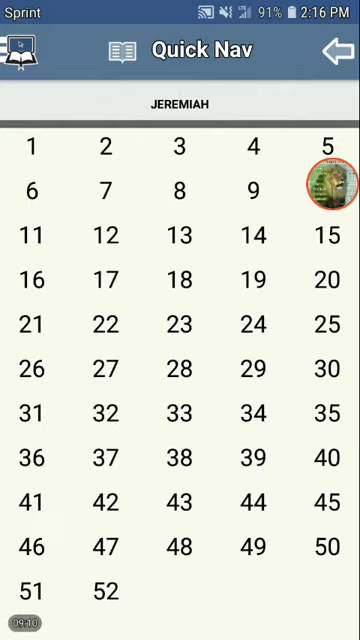 Sprint 91% 2:16 PM
Quick Nav
JEREMIAH
1 2 3 4 5
6 7 8 9
11 12 13 14 15
16 17 18 19 20
21 22 23 24 25
26 27 28 29 30
31 32 33 34 35
36 37 38 39 40
41 42 43 44 45
46 47 48 49 50
51 52
09:10